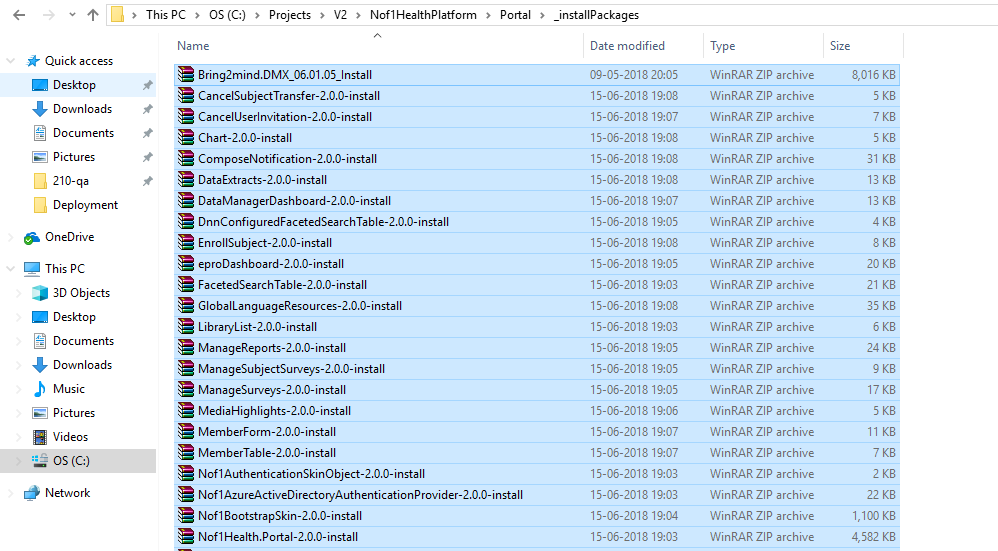 This PC > OS (C:) > Projects > V2 > Nof1HealthPlatform > Portal > _installPackages
Quick access
Desktop
Downloads
Documents
Pictures
210-qa
Deployment
OneDrive
This PC
3D Objects
Desktop
Documents
Downloads
Music
Pictures
Videos
OS (C:)
Network
Name Date modified Type Size
Bring2mind.DMX_06.01.05_Install 09-05-2018 20:05 WinRAR ZIP archive 8,016 KB
CancelSubjectTransfer-2.0.0-install 15-06-2018 19:08 WinRAR ZIP archive 5 KB
CancelUserInvitation-2.0.0-install 15-06-2018 19:07 WinRAR ZIP archive 7 KB
Chart-2.0.0-install 15-06-2018 19:08 WinRAR ZIP archive 5 KB
ComposeNotification-2.0.0-install 15-06-2018 19:08 WinRAR ZIP archive 31 KB
DataExtracts-2.0.0-install 15-06-2018 19:08 WinRAR ZIP archive 13 KB
DataManagerDashboard-2.0.0-install 15-06-2018 19:07 WinRAR ZIP archive 13 KB
DnnConfiguredFacetedSearchTable-2.0.0-install 15-06-2018 19:05 WinRAR ZIP archive 4 KB
EnrollSubject-2.0.0-install 15-06-2018 19:08 WinRAR ZIP archive 8 KB
eproDashboard-2.0.0-install 15-06-2018 19:05 WinRAR ZIP archive 20 KB
FacetedSearchTable-2.0.0-install 15-06-2018 19:03 WinRAR ZIP archive 21 KB
GlobalLanguageResources-2.0.0-install 15-06-2018 19:08 WinRAR ZIP archive 35 KB
LibraryList-2.0.0-install 15-06-2018 19:03 WinRAR ZIP archive 6 KB
ManageReports-2.0.0-install 15-06-2018 19:05 WinRAR ZIP archive 24 KB
ManageSubjectSurveys-2.0.0-install 15-06-2018 19:05 WinRAR ZIP archive 9 KB
ManageSurveys-2.0.0-install 15-06-2018 19:05 WinRAR ZIP archive 17 KB
MediaHighlights-2.0.0-install 15-06-2018 19:06 WinRAR ZIP archive 5 KB
MemberForm-2.0.0-install 15-06-2018 19:07 WinRAR ZIP archive 11 KB
MemberTable-2.0.0-install 15-06-2018 19:07 WinRAR ZIP archive 7 KB
Nof1AuthenticationSkinObject-2.0.0-install 15-06-2018 19:03 WinRAR ZIP archive 2 KB
Nof1AzureActiveDirectoryAuthenticationProvider-2.0.0-install 15-06-2018 19:03 WinRAR ZIP archive 22 KB
Nof1BootstrapSkin-2.0.0-install 15-06-2018 19:04 WinRAR ZIP archive 1,100 KB
Nof1Health.Portal-2.0.0-install 15-06-2018 19:03 WinRAR ZIP archive 4,582 KB